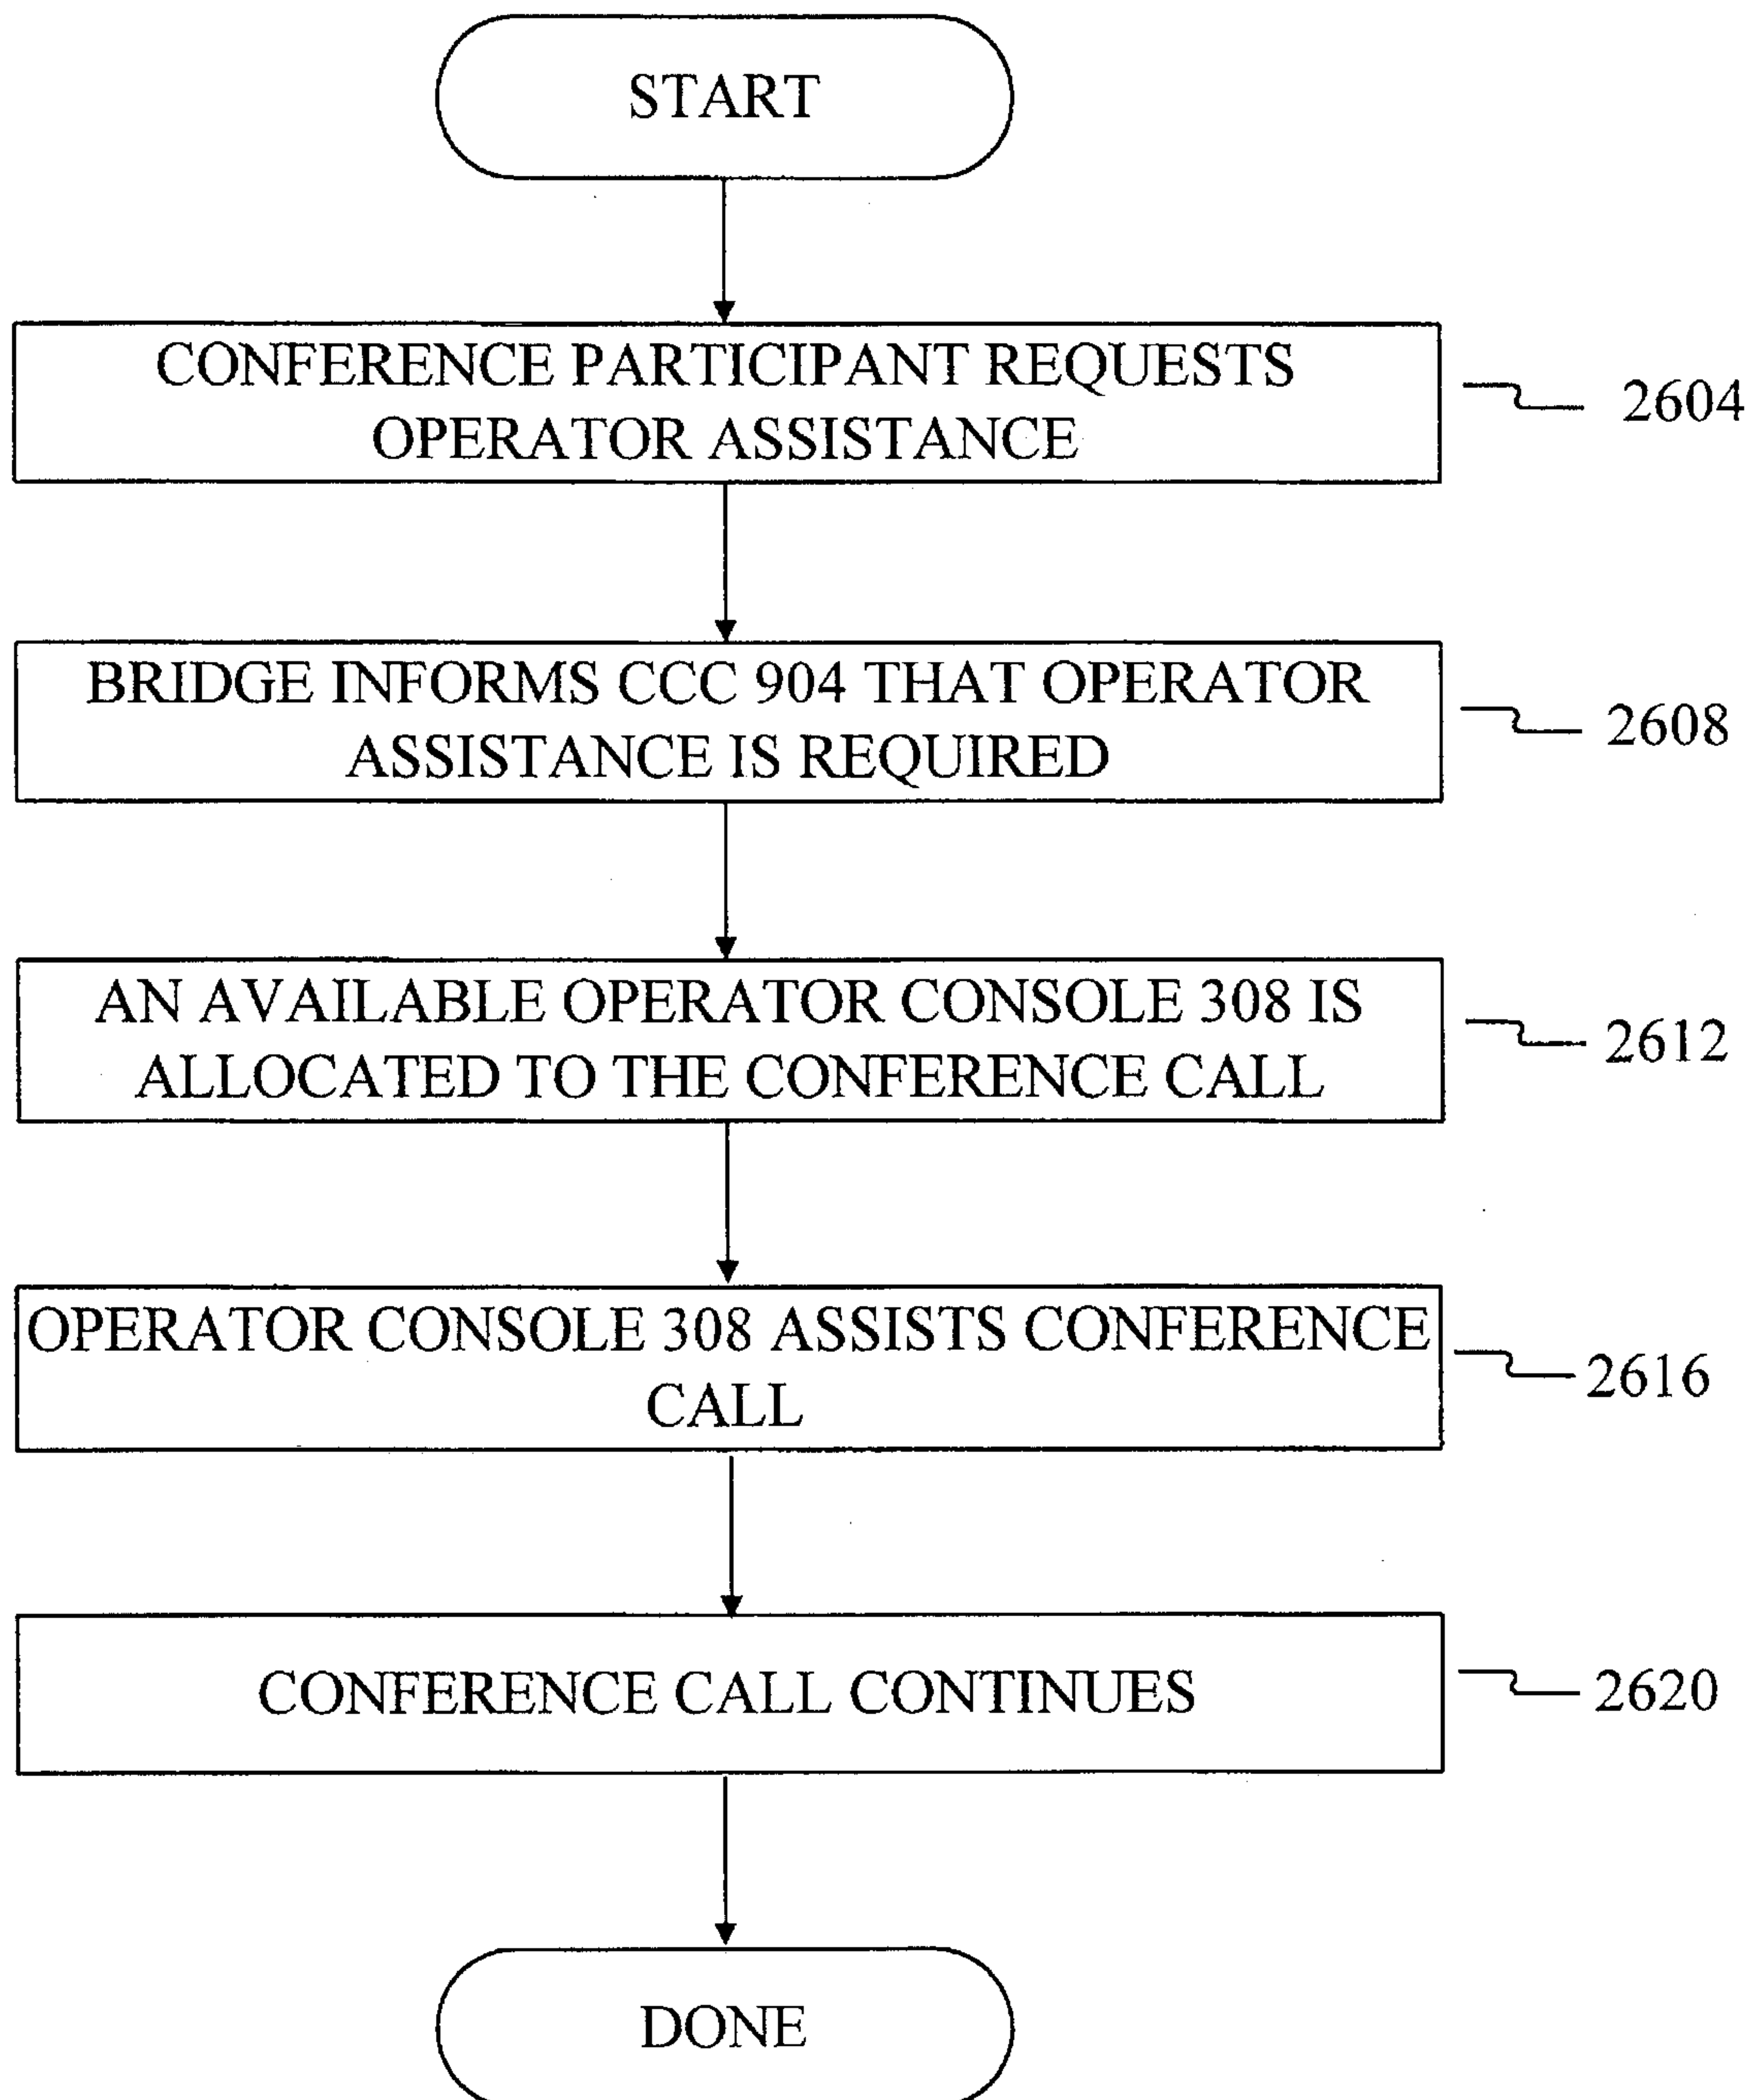 START
CONFERENCE PARTICIPANT REQUESTS
OPERATOR ASSISTANCE
2604
BRIDGE INFORMS CCC 904 THAT OPERATOR
ASSISTANCE IS REQUIRED
2608
AN AVAILABLE OPERATOR CONSOLE 308 IS
ALLOCATED TO THE CONFERENCE CALL
2612
OPERATOR CONSOLE 308 ASSISTS CONFERENCE
CALL
2616
CONFERENCE CALL CONTINUES
2620
DONE